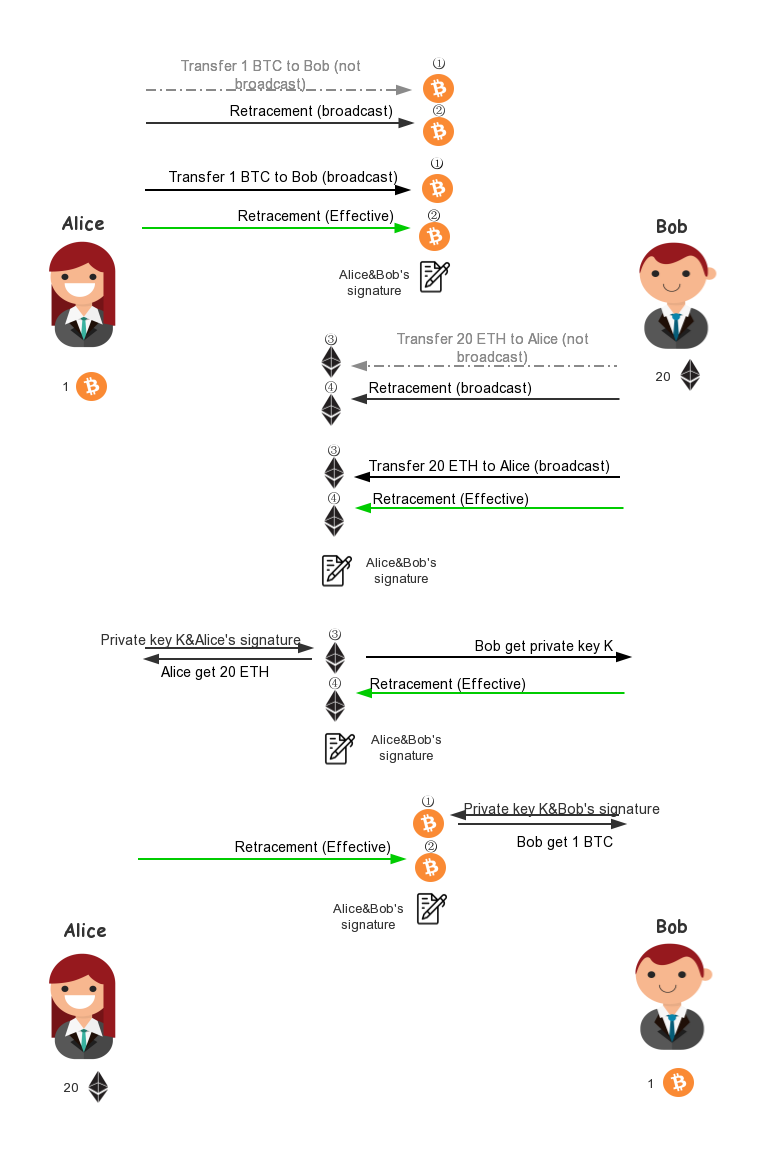 ①
Transfer 1 BTC to Bob (not
broadcast)
②
Retracement (broadcast)
①
Transfer 1 BTC to Bob (broadcast)
②
Retracement (Effective)
Alice
Bob
Alice&Bob's
signature
1
20
③
Transfer 20 ETH to Alice (not
broadcast)
④
Retracement (broadcast)
③
Transfer 20 ETH to Alice (broadcast)
④
Retracement (Effective)
Alice&Bob's
signature
③
Private key K&Alice's signature
Bob get private key K
Alice get 20 ETH
④
Retracement (Effective)
Alice&Bob's
signature
①
Private key K&Bob's signature
Bob get 1 BTC
②
Retracement (Effective)
Alice&Bob's
signature
Alice
Bob
20
1